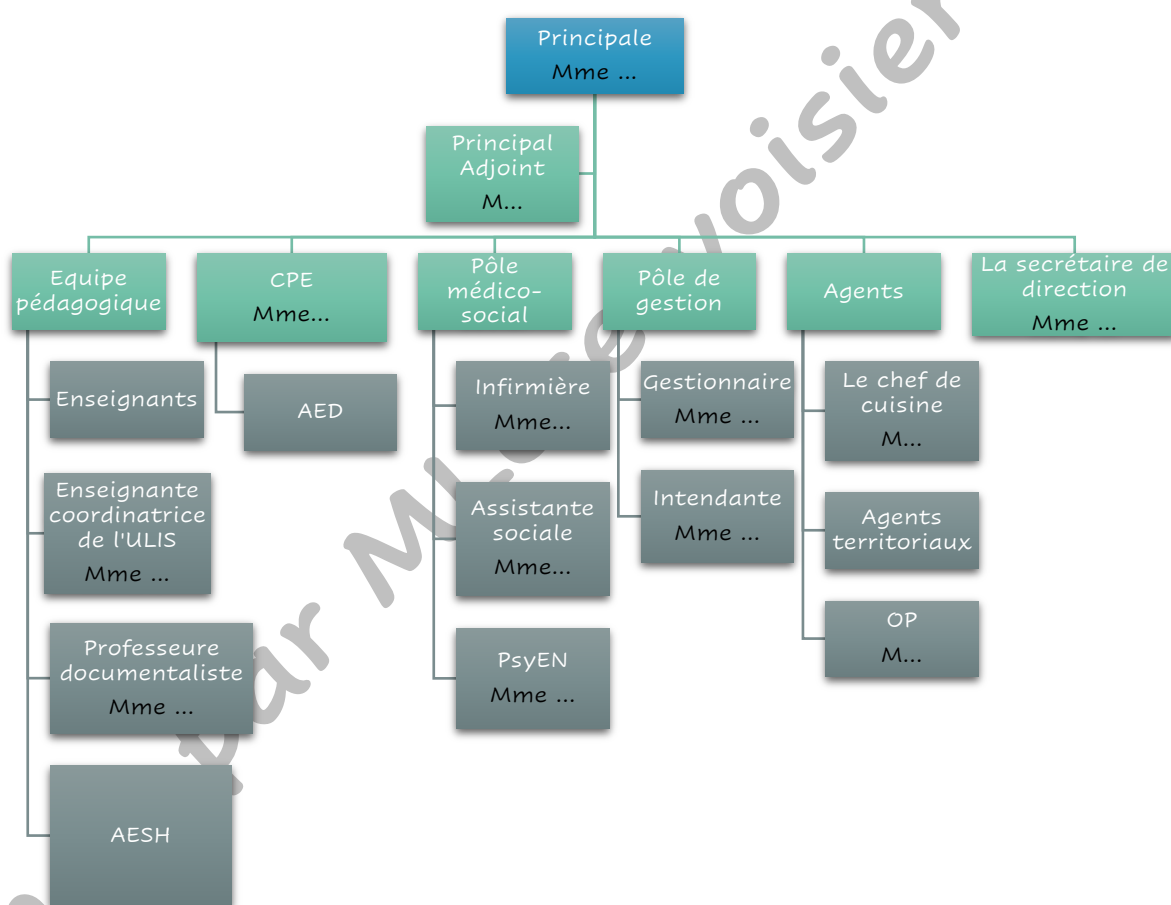 Principale
Mme ...
Principal
Adjoint
M...
Equipe
pédagogique
CPE
Mme...
Pôle
médico-
social
Pôle de
gestion
Agents
La secrétaire de
direction
Mme ...
Enseignants
Enseignante
coordinatrice
de l'ULIS
Mme ...
Professeure
documentaliste
Mme ...
AESH
AED
Infirmière
Mme...
Assistante
sociale
Mme...
PsyEN
Mme ...
Gestionnaire
Mme ...
Intendante
Mme ...
Le chef de
cuisine
M...
Agents
territoriaux
OP
M...
par